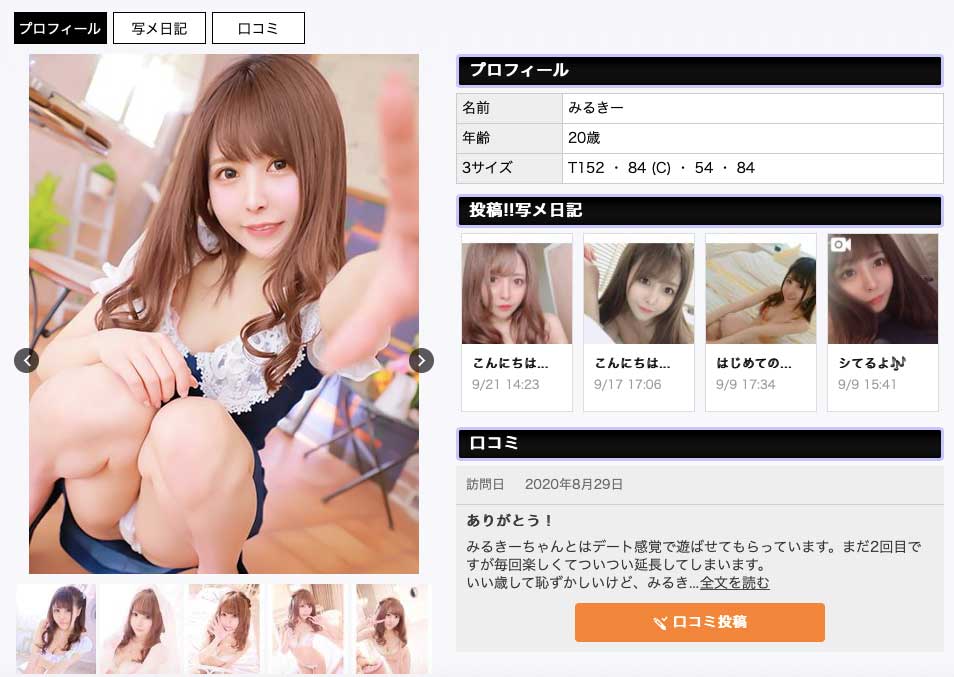 プロフィール
写メ日記
口コミ
プロフィール
名前 みるきー
年齢 20歳
3サイズ T152 ・ 84 (C) ・ 54 ・ 84
投稿!!写メ日記
こんにちは...
9/21 14:23
こんにちは...
9/17 17:06
はじめての...
9/9 17:34
シてるよ🎶
9/9 15:41
口コミ
訪問日 2020年8月29日
ありがとう！
みるきーちゃんとはデート感覚で遊ばせてもらっています。まだ2回目で
すが毎回楽しくてついつい延長してしまいます。
いい歳して恥ずかしいけど、みるき...全文を読む
口コミ投稿